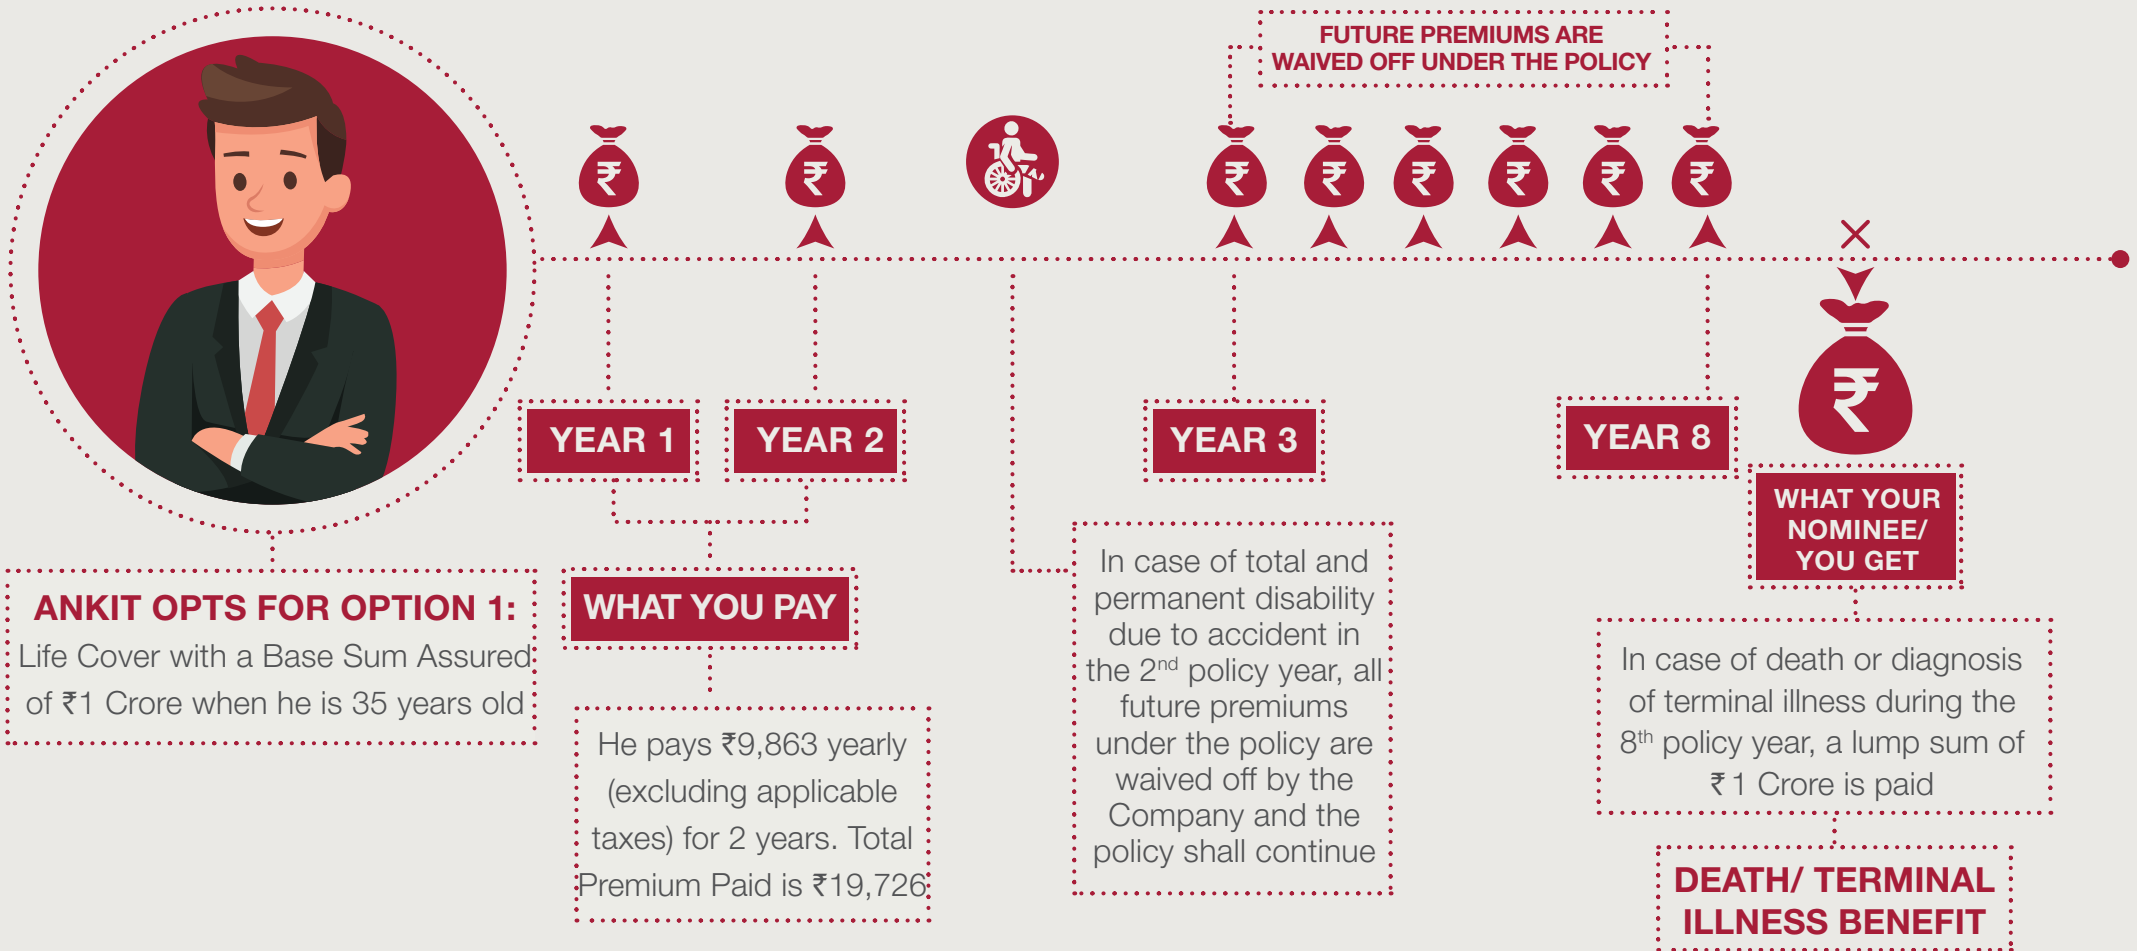 FUTURE PREMIUMS ARE
WAIVED OFF UNDER THE POLICY
₹
₹
₹
₹
₹
₹
₹
₹
₹
YEAR 1
YEAR 2
YEAR 3
YEAR 8
ANKIT OPTS FOR OPTION 1:
Life Cover with a Base Sum Assured
of ₹1 Crore when he is 35 years old
WHAT YOU PAY
He pays ₹9,863 yearly
(excluding applicable
taxes) for 2 years. Total
Premium Paid is ₹19,726
In case of total and
permanent disability
due to accident in
the 2nd policy year, all
future premiums
under the policy are
waived off by the
Company and the
policy shall continue
WHAT YOUR
NOMINEE/
YOU GET
In case of death or diagnosis
of terminal illness during the
8th policy year, a lump sum of
₹ 1 Crore is paid
DEATH/ TERMINAL
ILLNESS BENEFIT